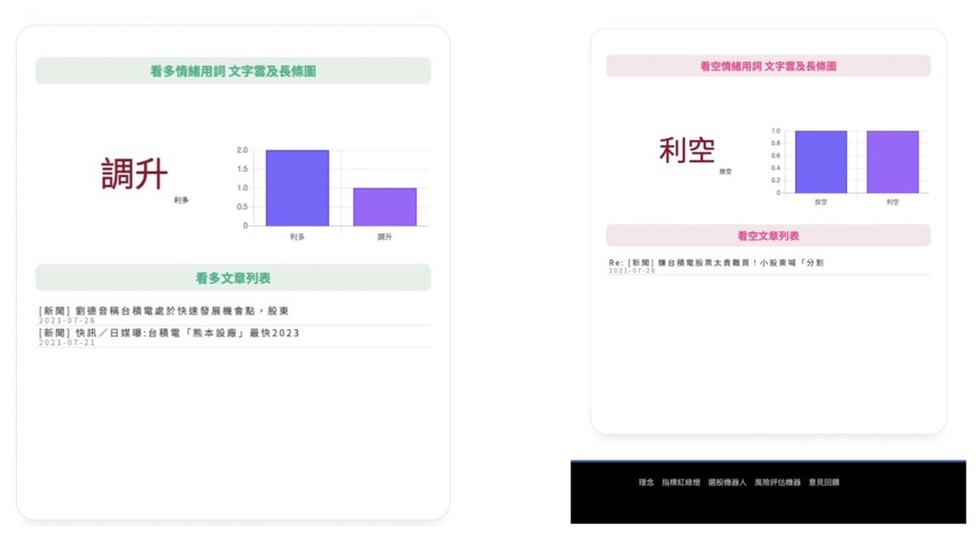 看多情緒用詞 文字雲及長條圖
調升
利多
2.0
1.5
1.0
0.5
0
利多
調升
看多文章列表
[新聞] 劉德音稱台積電處於快速發展機會點，股東
2021-07-26
[新聞] 快訊／日媒曝:台積電「熊本設廠」最快2023
2021-07-21
看空情緒用詞 文字雲及長條圖
利空
放空
1.0
0.8
0.6
0.4
0.2
0
放空
利空
看空文章列表
Re: [新聞] 嫌台積電股票太貴難買！小股東喊「分割
2021-07-28
理念 指標紅綠燈 選股機器人 風險評估機器 意見回饋